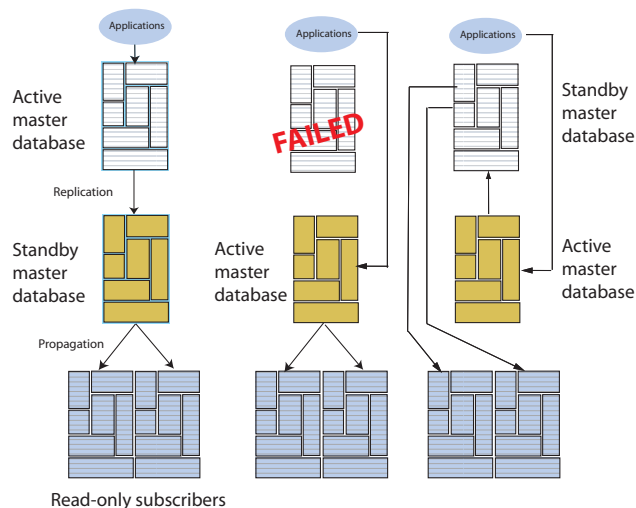 Applications
Applications
Applications
Active
master
database
FAILED
Standby
master
database
Replication
Standby
master
database
Active
master
database
Active
master
database
Propagation
Read-only subscribers